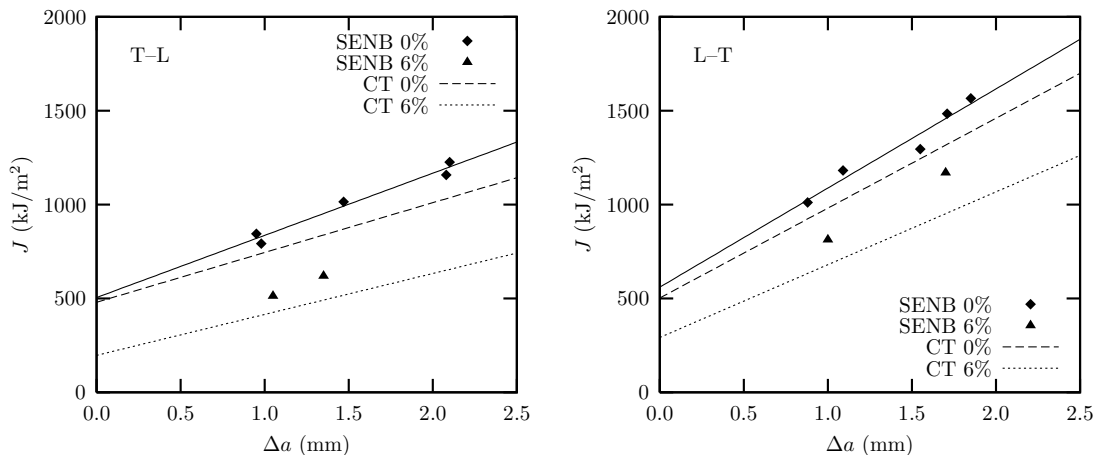 2000
1500
1000
500
0
J (kJ/m²)
T–L
SENB 0%
SENB 6%
CT 0%
CT 6%
0.0 0.5 1.0 1.5 2.0 2.5
Δa (mm)
2000
1500
1000
500
0
J (kJ/m²)
L–T
SENB 0%
SENB 6%
CT 0%
CT 6%
0.0 0.5 1.0 1.5 2.0 2.5
Δa (mm)